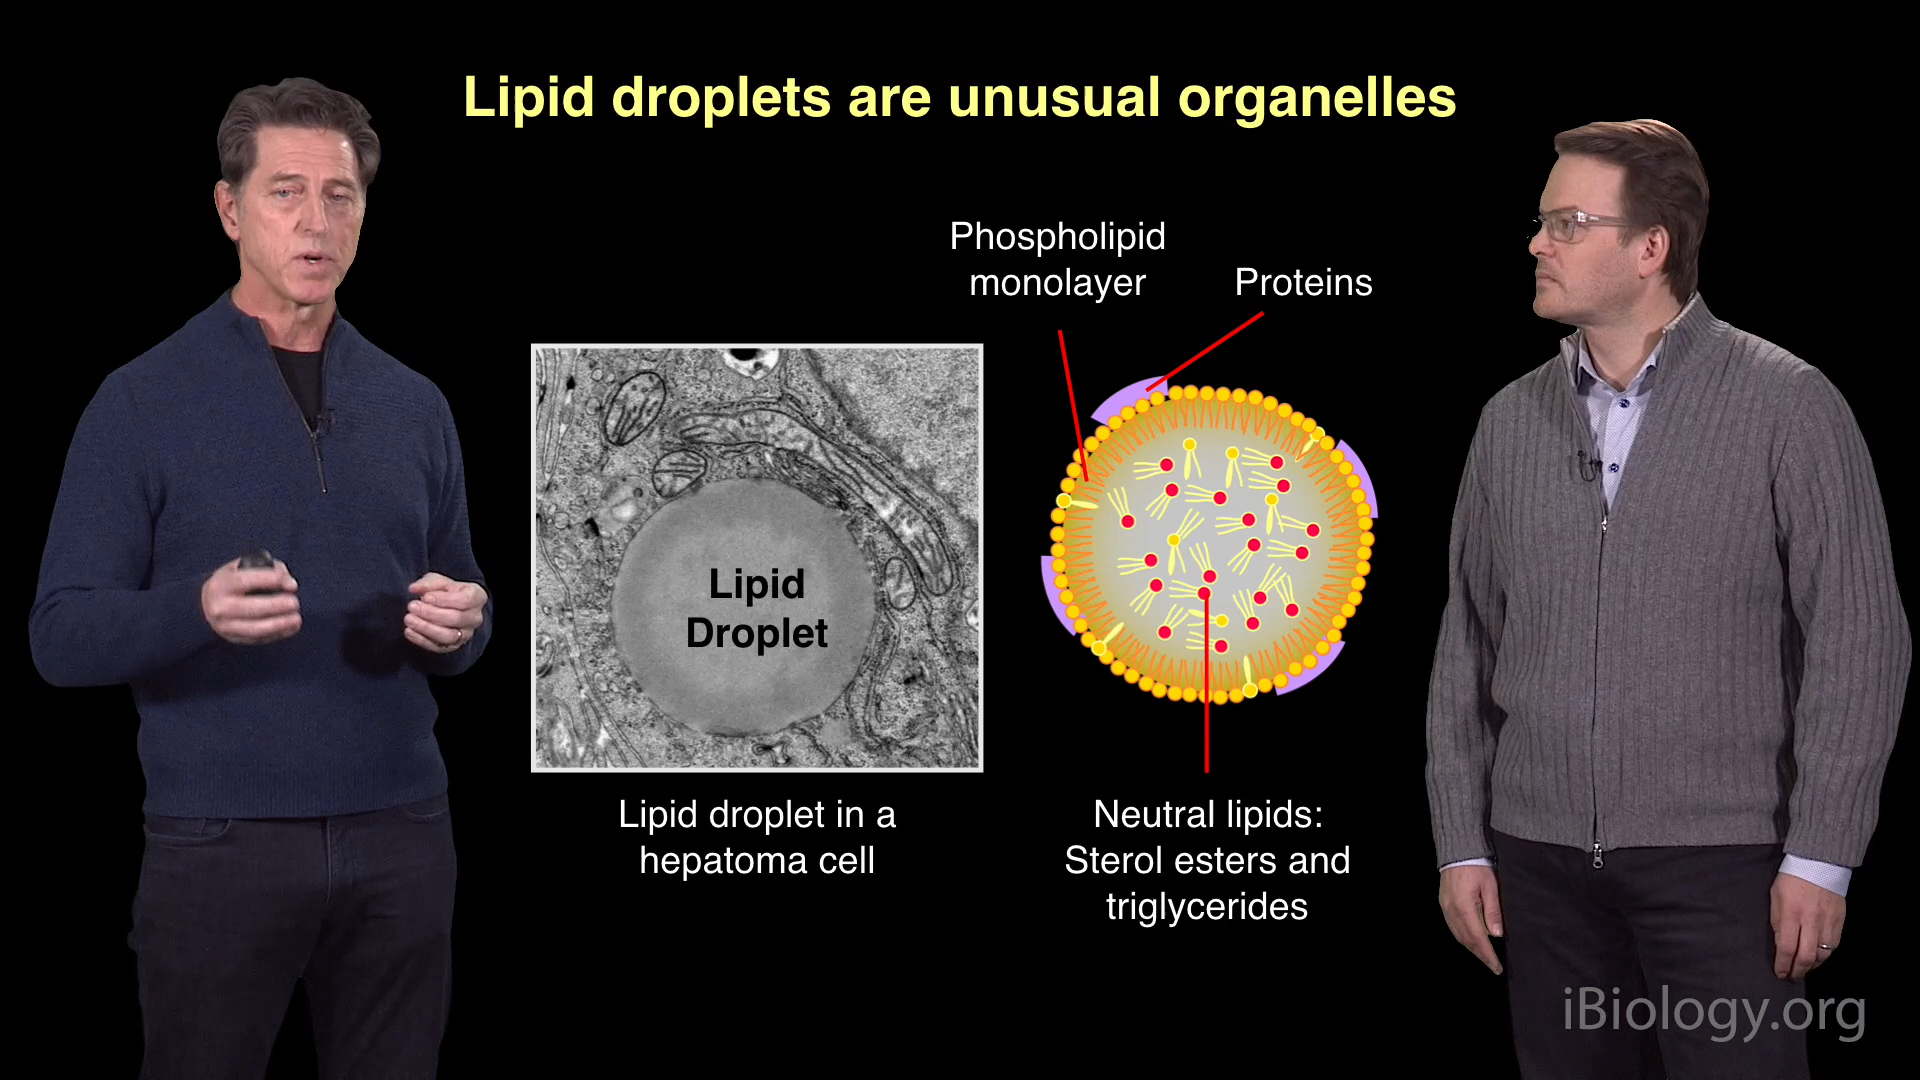 Lipid droplets are unusual organelles
Phospholipid
monolayer
Proteins
Lipid
Droplet
Lipid droplet in a
hepatoma cell
Neutral lipids:
Sterol esters and
triglycerides
iBiology.org